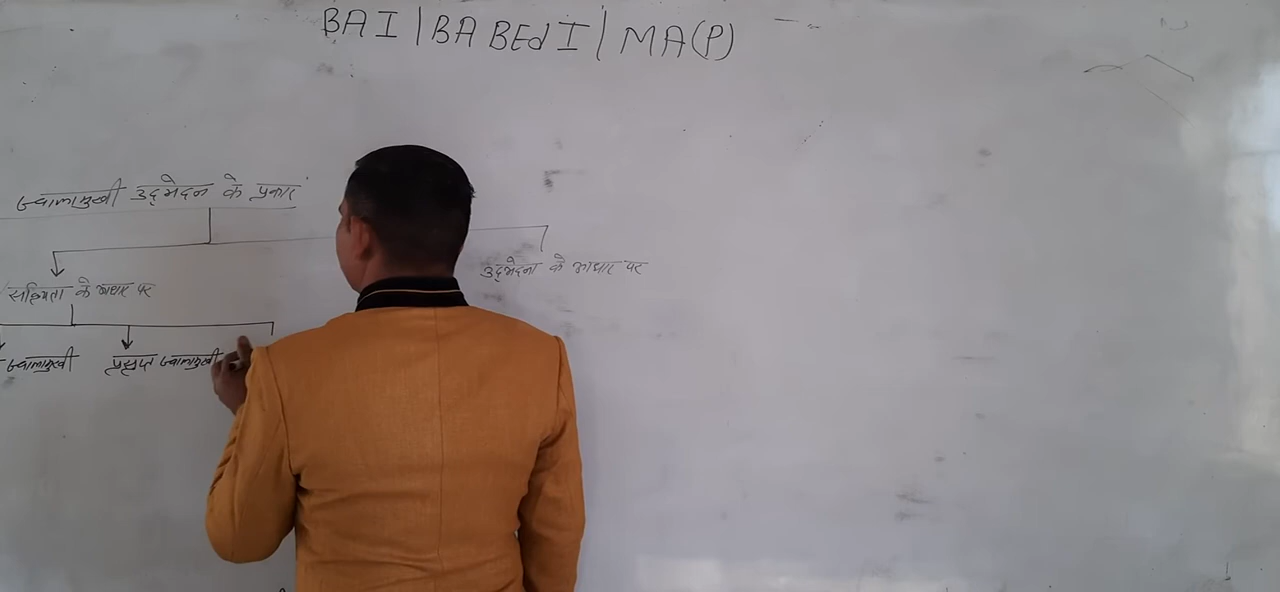 BA I | BA BEd I | MA(P)
ज्वालामुखी उद्भेदन के प्रकार
उद्भेदना के आधार पर
सक्रियता के आधार पर
ज्वालामुखी प्रसुप्त ज्वालामुखी